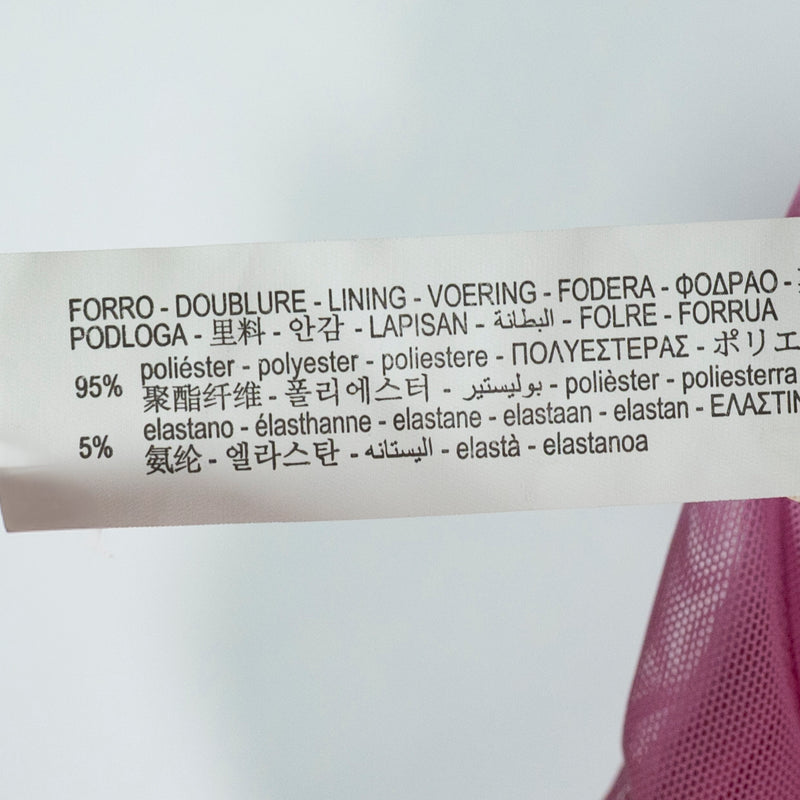 FORRO - DOUBLURE - LINING - VOERING - FODERA - ΦΟΔΡΑΟ -
PODLOGA - 里料 - 안감 - LAPISAN - البطانة - FOLRE - FORRUA
95% poliéster - polyester - poliestere - ΠΟΛΥΕΣΤΕΡΑΣ - ポリエ
聚酯纤维 - 폴리에스터 - بوليستير - polièster - poliesterra
5% elastano - élasthanne - elastane - elastaan - elastan - ΕΛΑΣΤΙΝ
氨纶 - 엘라스탄 - اليستانه - elastà - elastanoa